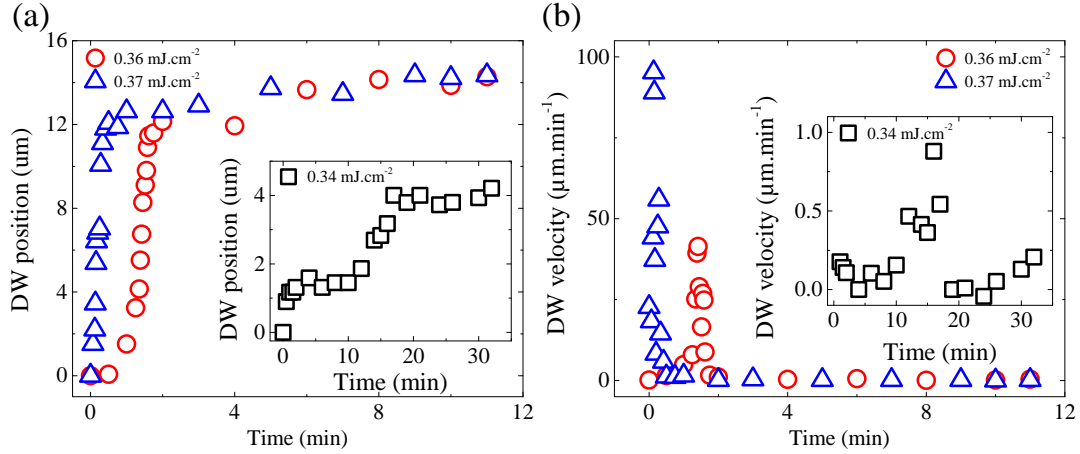 (a)
16
12
8
4
0
0.36 mJ.cm-2
0.37 mJ.cm-2
DW position (um)
0 4 8 12
Time (min)
4
2
0
0.34 mJ.cm-2
DW position (um)
0 10 20 30
Time (min)
(b)
100
50
0
0.36 mJ.cm-2
0.37 mJ.cm-2
DW velocity (μm.min-1)
0 4 8 12
Time (min)
1.0
0.5
0.0
0.34 mJ.cm-2
DW velocity (μm.min-1)
0 10 20 30
Time (min)